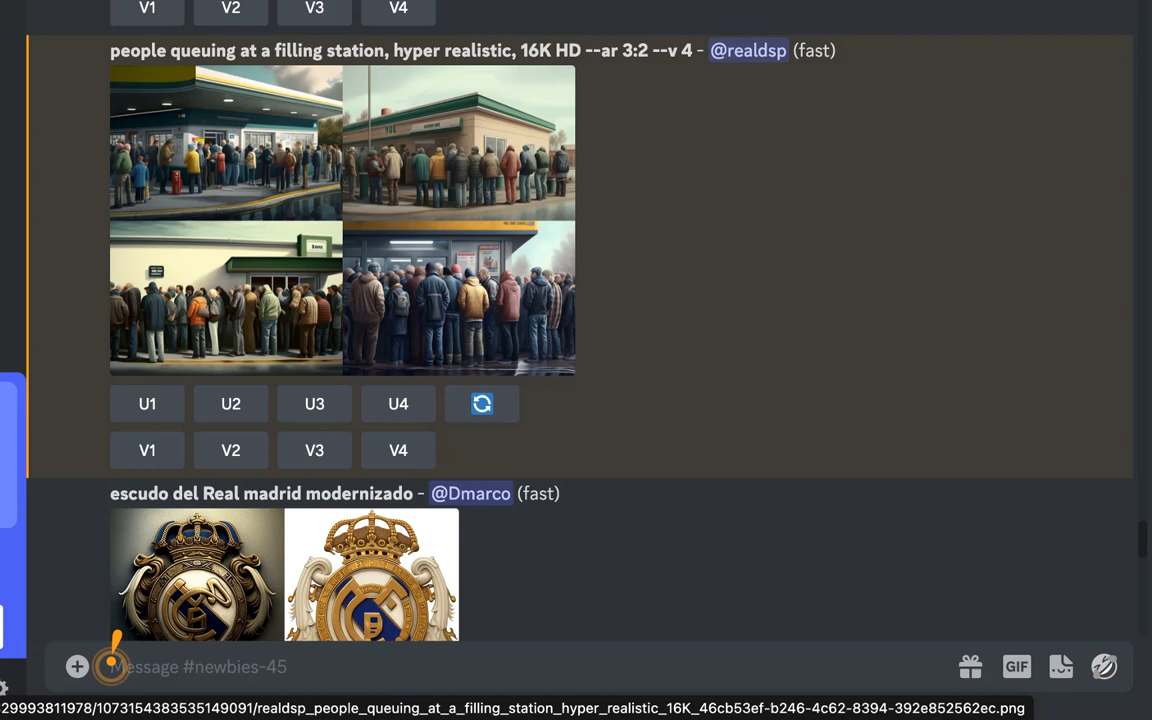 V1 V2 V3 V4
people queuing at a filling station, hyper realistic, 16K HD --ar 3:2 --v 4 - @realdsp (fast)
U1 U2 U3 U4
V1 V2 V3 V4
escudo del Real madrid modernizado - @Dmarco (fast)
Message #newbies-45
GIF
29993811978/1073154383535149091/realdsp_people_queuing_at_a_filling_station_hyper_realistic_16K_46cb53ef-b246-4c62-8394-392e852562ec.png